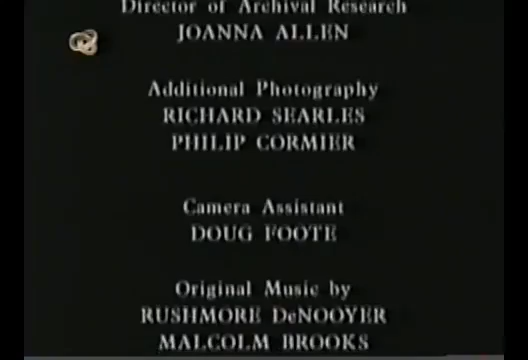 Director of Archival Research
JOANNA ALLEN
Additional Photography
RICHARD SEARLES
PHILIP CORMIER
Camera Assistant
DOUG FOOTE
Original Music by
RUSHMORE DeNOOYER
MALCOLM BROOKS